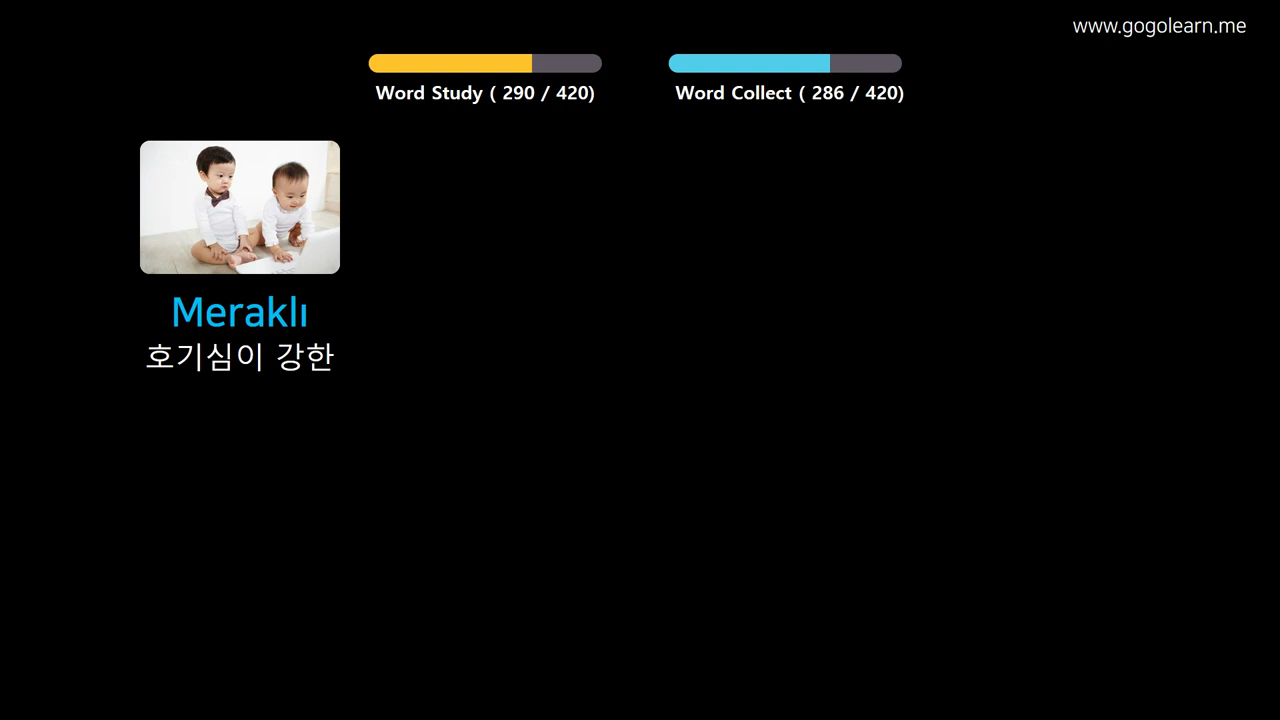 www.gogolearn.me
Word Study ( 290 / 420)
Word Collect ( 286 / 420)
Meraklı
호기심이 강한